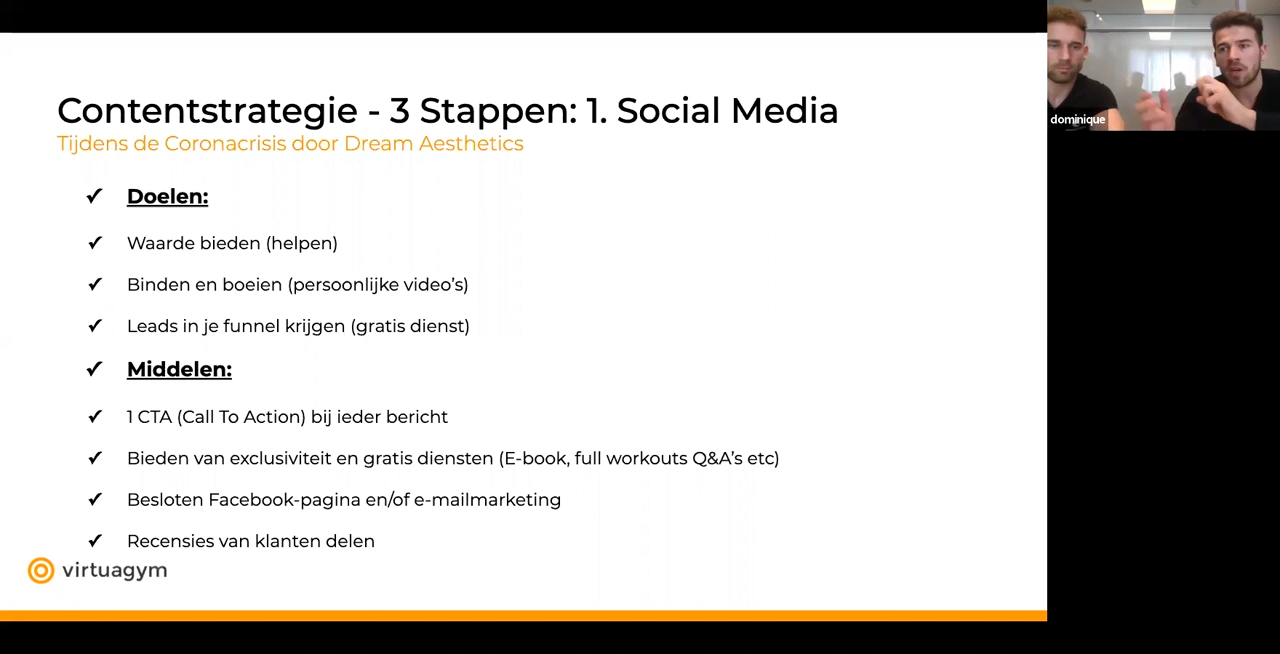 Contentstrategie - 3 Stappen: 1. Social Media
Tijdens de Coronacrisis door Dream Aesthetics
✓ Doelen:
✓ Waarde bieden (helpen)
✓ Binden en boeien (persoonlijke video’s)
✓ Leads in je funnel krijgen (gratis dienst)
✓ Middelen:
✓ 1 CTA (Call To Action) bij ieder bericht
✓ Bieden van exclusiviteit en gratis diensten (E-book, full workouts Q&A’s etc)
✓ Besloten Facebook-pagina en/of e-mailmarketing
✓ Recensies van klanten delen
virtuagym
dominique